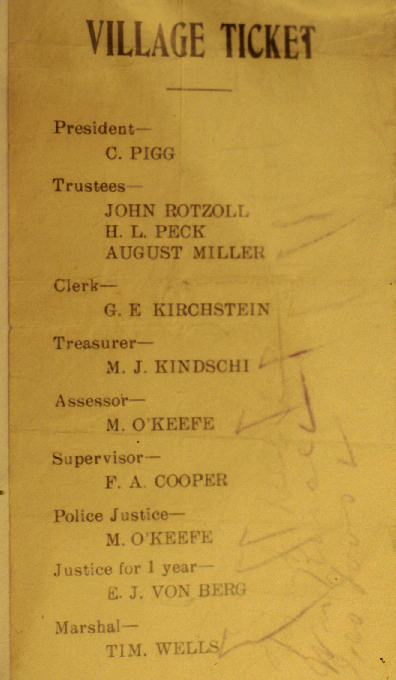 VILLAGE TICKET
President—
C. PIGG
Trustees—
JOHN ROTZOLL
H. L. PECK
AUGUST MILLER
Clerk—
G. E KIRCHSTEIN
Treasurer—
M. J. KINDSCHI
Assessor—
M. O'KEEFE
Supervisor—
F. A. COOPER
Police Justice—
M. O'KEEFE
Justice for 1 year—
E. J. VON BERG
Marshal—
TIM. WELLS